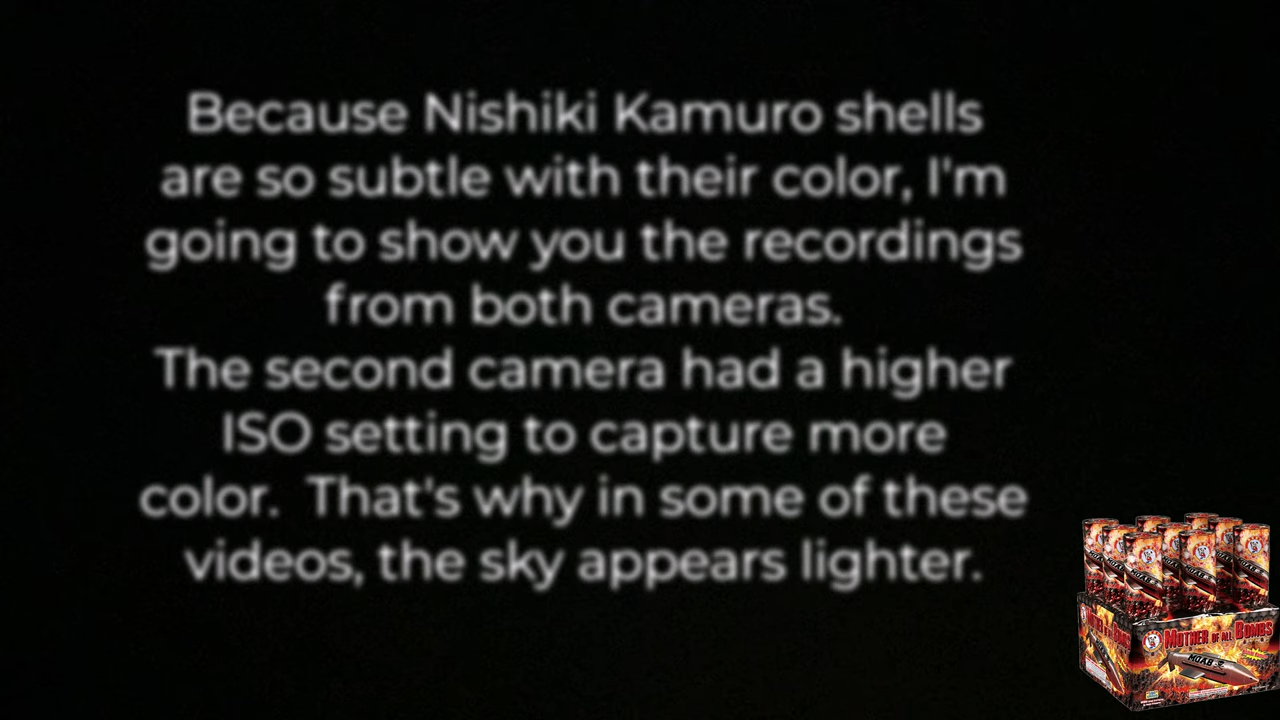 Because Nishiki Kamuro shells
are so subtle with their color, I'm
going to show you the recordings
from both cameras.
The second camera had a higher
ISO setting to capture more
color.  That's why in some of these
videos, the sky appears lighter.
MOTHER OF ALL BOMBS